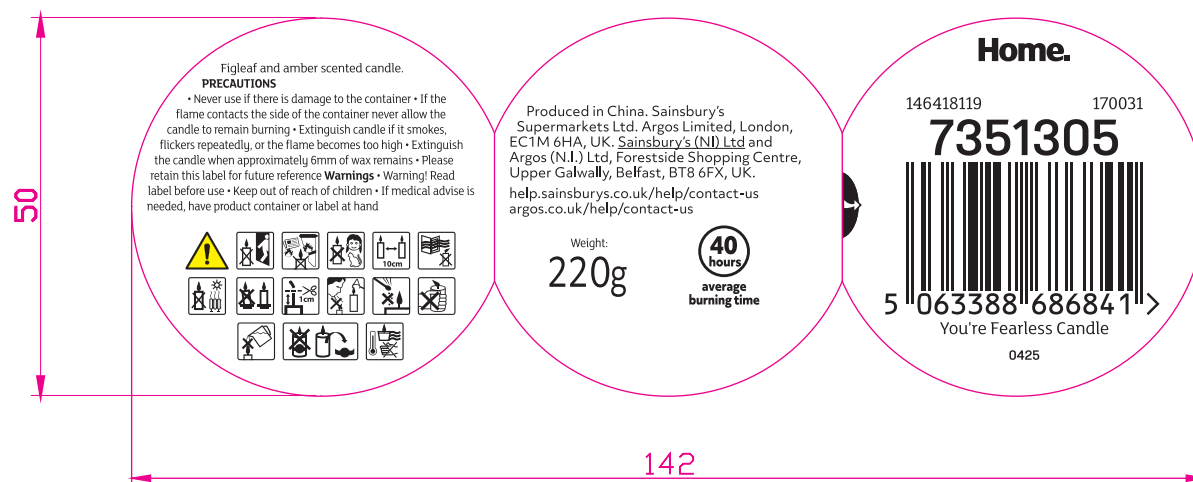 50
Figleaf and amber scented candle.
PRECAUTIONS
• Never use if there is damage to the container • If the
flame contacts the side of the container never allow the
candle to remain burning • Extinguish candle if it smokes,
flickers repeatedly, or the flame becomes too high • Extinguish
the candle when approximately 6mm of wax remains • Please
retain this label for future reference Warnings • Warning! Read
label before use • Keep out of reach of children • If medical advise is
needed, have product container or label at hand
10cm
1cm
Produced in China. Sainsbury's
Supermarkets Ltd. Argos Limited, London,
EC1M 6HA, UK. Sainsbury's (NI) Ltd and
Argos (N.I.) Ltd, Forestside Shopping Centre,
Upper Galwally, Belfast, BT8 6FX, UK.
help.sainsburys.co.uk/help/contact-us
argos.co.uk/help/contact-us
Weight:
220g
40
hours
average
burning time
Home.
146418119 170031
7351305
5 063388 686841 >
You're Fearless Candle
0425
142